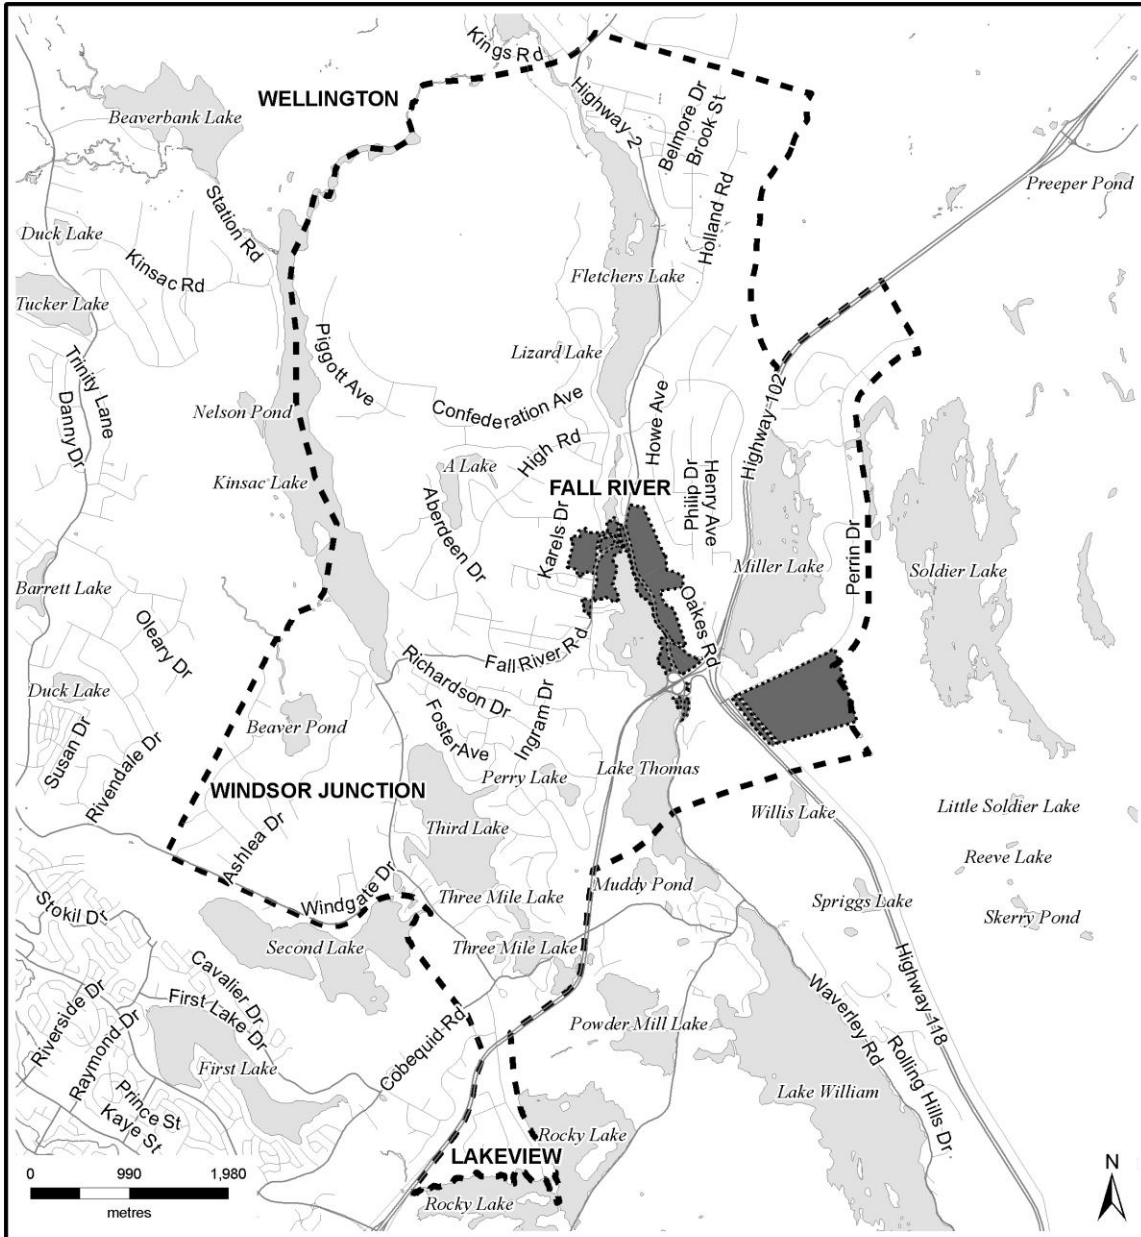 Kings Rd
WELLINGTON
Beaverbank Lake
Highway 2
Belmore Dr
Brook St
Preeper Pond
Station Rd
Duck Lake
Kinsac Rd
Holland Rd
Fletchers Lake
Tucker Lake
Piggott Ave
Lizard Lake
Trinity Lane
Danny Dr
Nelson Pond
Confederation Ave
Howe Ave
Highway 102
High Rd
A Lake
Kinsac Lake
FALL RIVER
Philip Dr
Henry Ave
Aberdeen Dr
Karels Dr
Miller Lake
Perrin Dr
Soldier Lake
Barrett Lake
Oleary Dr
Oakes Rd
Fall River Rd
Richardson Dr
Duck Lake
Susan Dr
Beaver Pond
Foster Ave
Ingram Dr
Rivendale Dr
Perry Lake
Lake Thomas
WINDSOR JUNCTION
Willis Lake
Little Soldier Lake
Third Lake
Ashlea Dr
Reeve Lake
Windgate Dr
Three Mile Lake
Muddy Pond
Spriggs Lake
Skerry Pond
Stokil Dr
Second Lake
Three Mile Lake
Highway 118
Cavalier Dr
First Lake Dr
Riverside Dr
Raymond Dr
Waverley Rd
Cobequid Rd
Powder Mill Lake
First Lake
Rolling Hills Dr
Prince St
Kaye St
Lake William
Rocky Lake
LAKEVIEW
Rocky Lake
0 990 1,980
metres
N